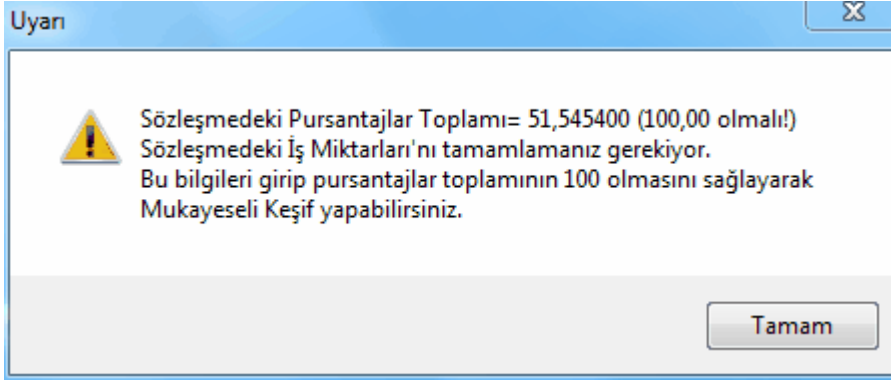 Uyarı
Sözleşmedeki Pursantajlar Toplamı= 51,545400 (100,00 olmalı!)
Sözleşmedeki İş Miktarları'nı tamamlamanız gerekiyor.
Bu bilgileri girip pursantajlar toplamının 100 olmasını sağlayarak
Mukayeseli Keşif yapabilirsiniz.
Tamam